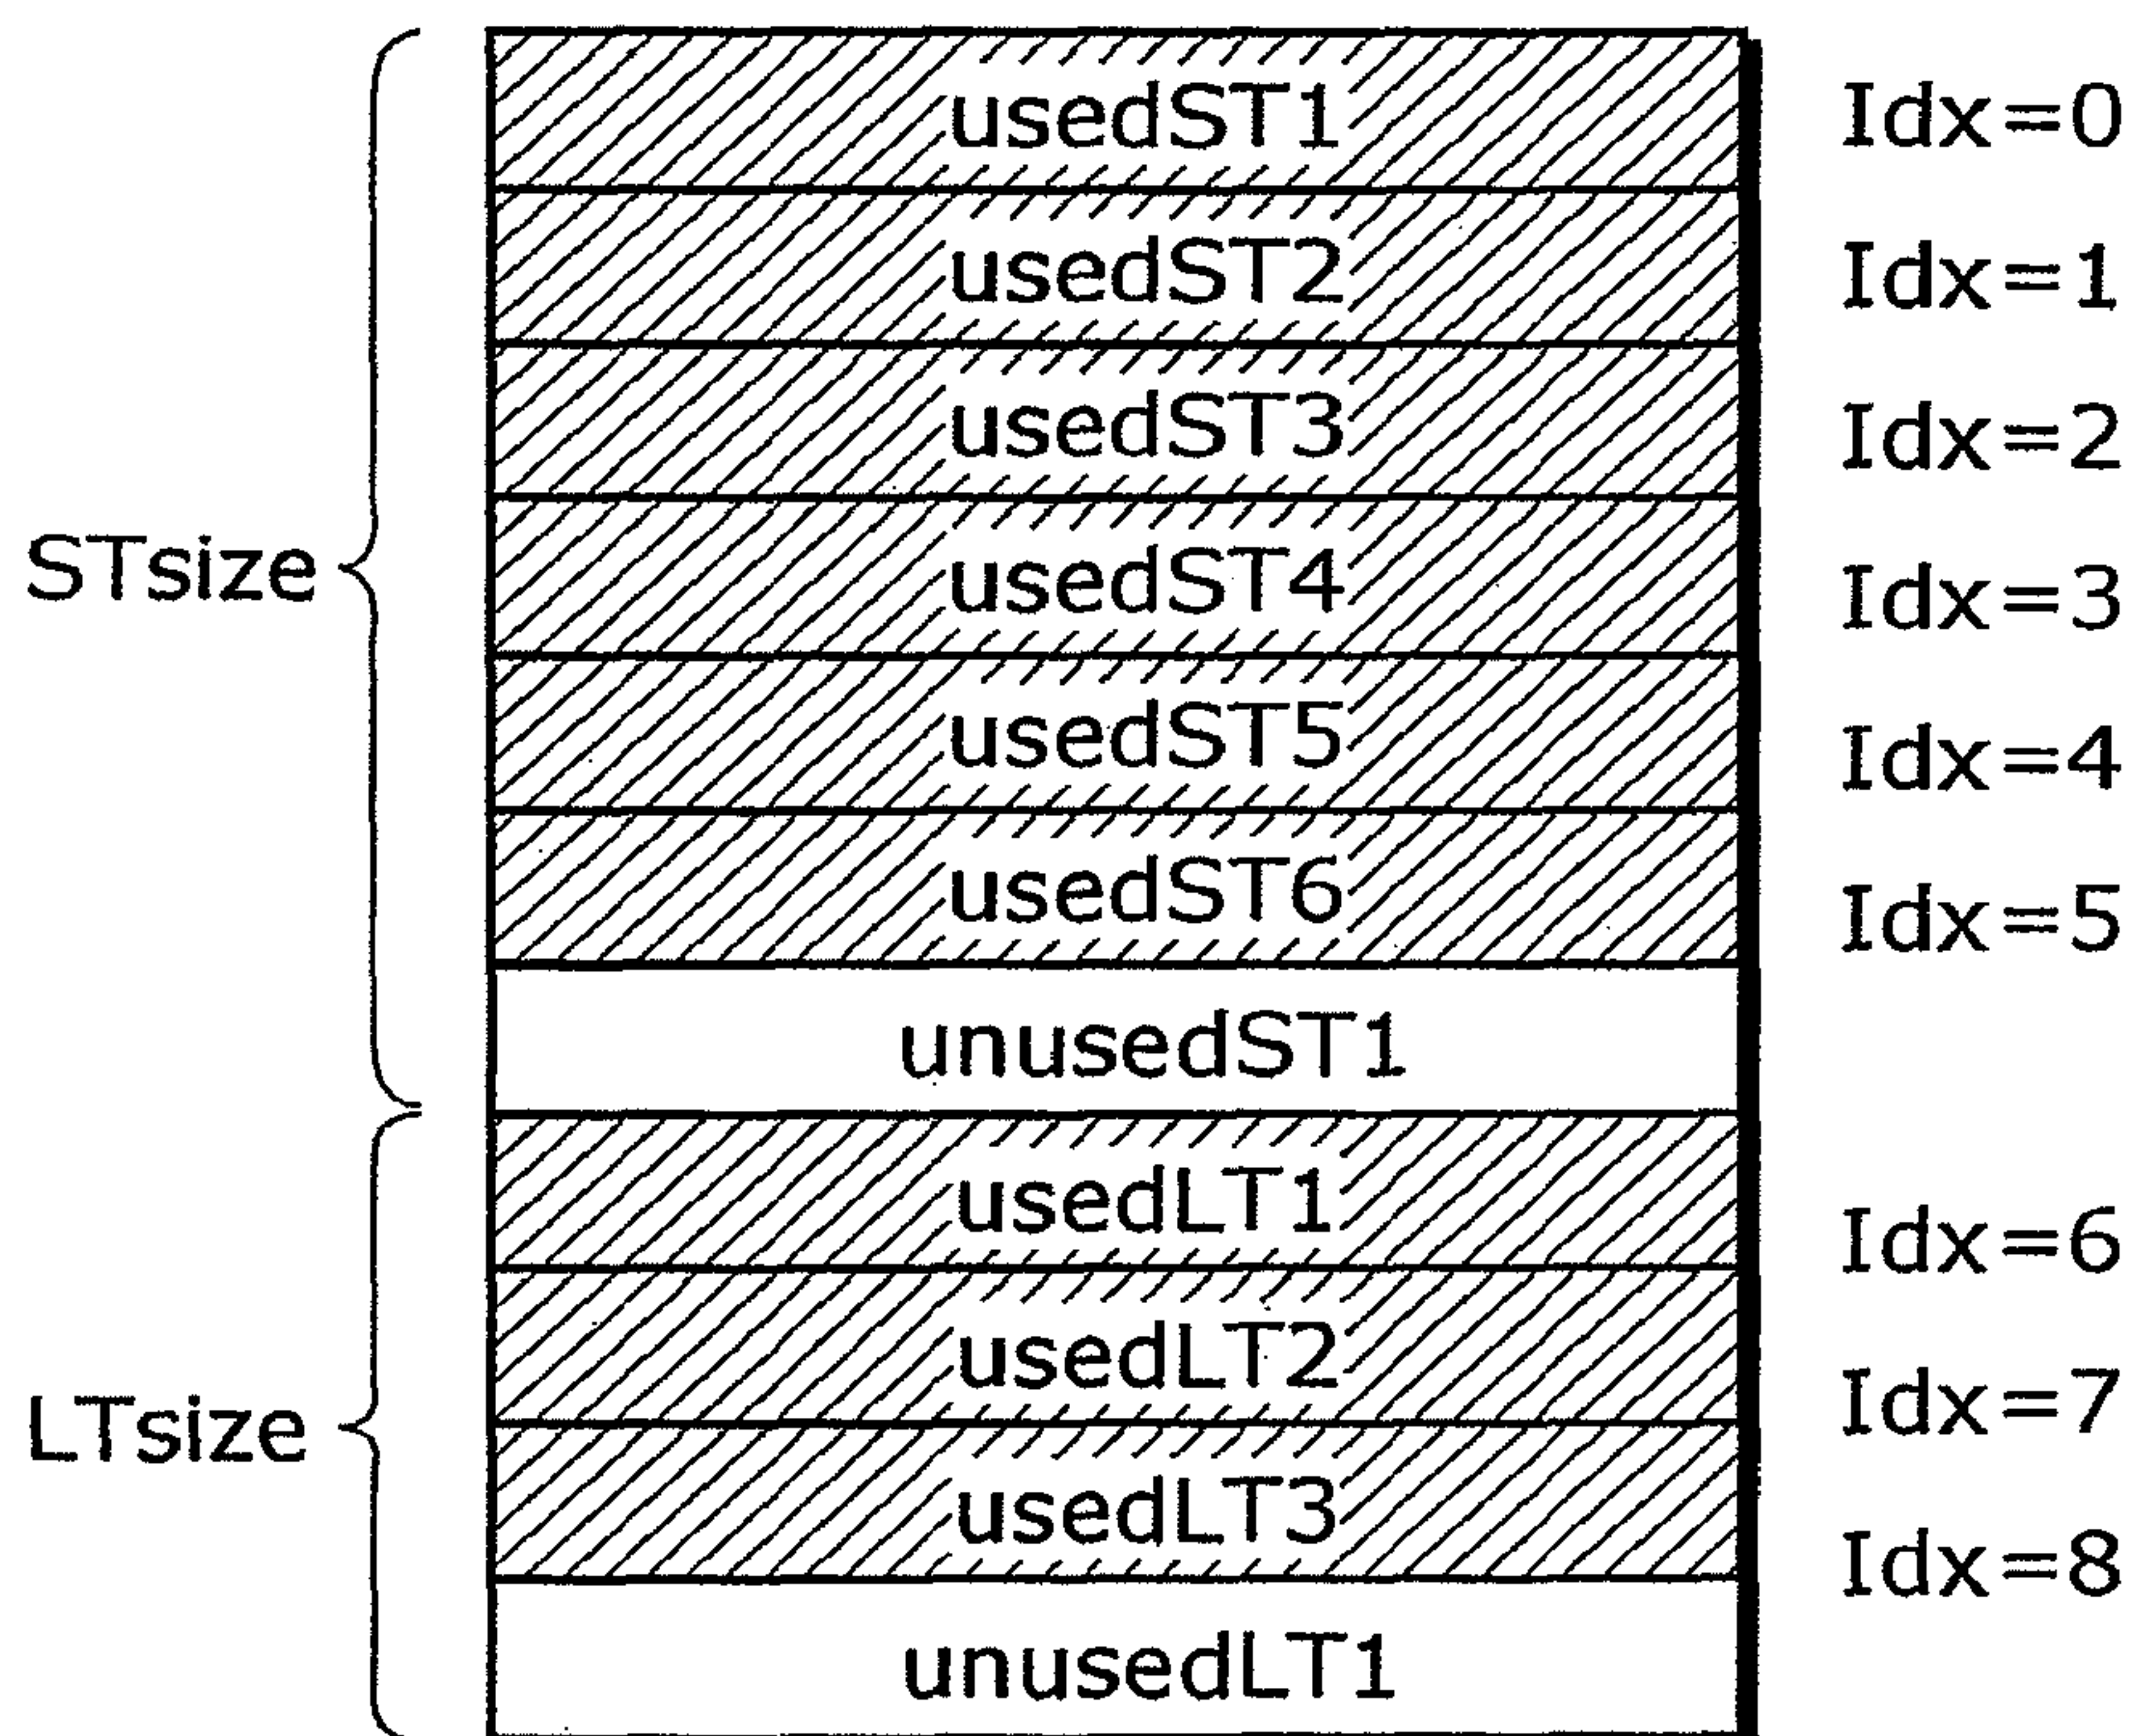 usedST1 Idx=0
usedST2 Idx=1
usedST3 Idx=2
STsize usedST4 Idx=3
usedST5 Idx=4
usedST6 Idx=5
unusedST1
usedLT1 Idx=6
usedLT2 Idx=7
LTsize usedLT3 Idx=8
unusedLT1